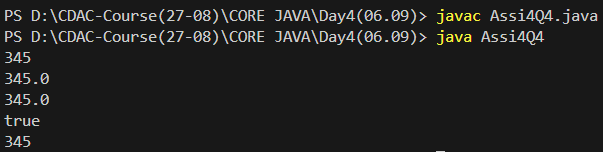 PS D:\CDAC-Course(27-08)\CORE JAVA\Day4(06.09)> javac Assi4Q4.java
PS D:\CDAC-Course(27-08)\CORE JAVA\Day4(06.09)> java Assi4Q4
345
345.0
345.0
true
345